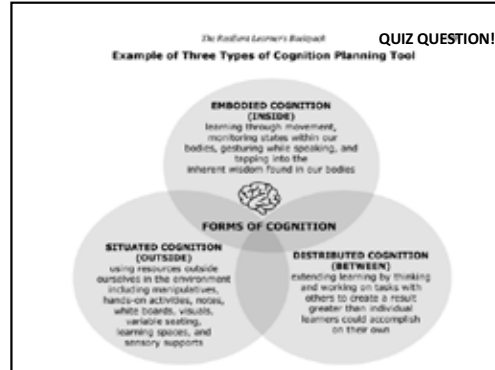 The Resilient Learner's Backpack
QUIZ QUESTION!
Example of Three Types of Cognition Planning Tool
EMBODIED COGNITION
(INSIDE)
learning through movement,
monitoring states within our
bodies, gesturing while speaking, and
tapping into the
inherent wisdom found in our bodies
FORMS OF COGNITION
SITUATED COGNITION
(OUTSIDE)
using resources outside
ourselves in the environment
including manipulatives,
hands-on activities, notes,
white boards, visuals,
variable seating,
learning spaces, and
sensory supports
DISTRIBUTED COGNITION
(BETWEEN)
extending learning by thinking
and working on tasks with
others to create a result
greater than individual
learners could accomplish
on their own